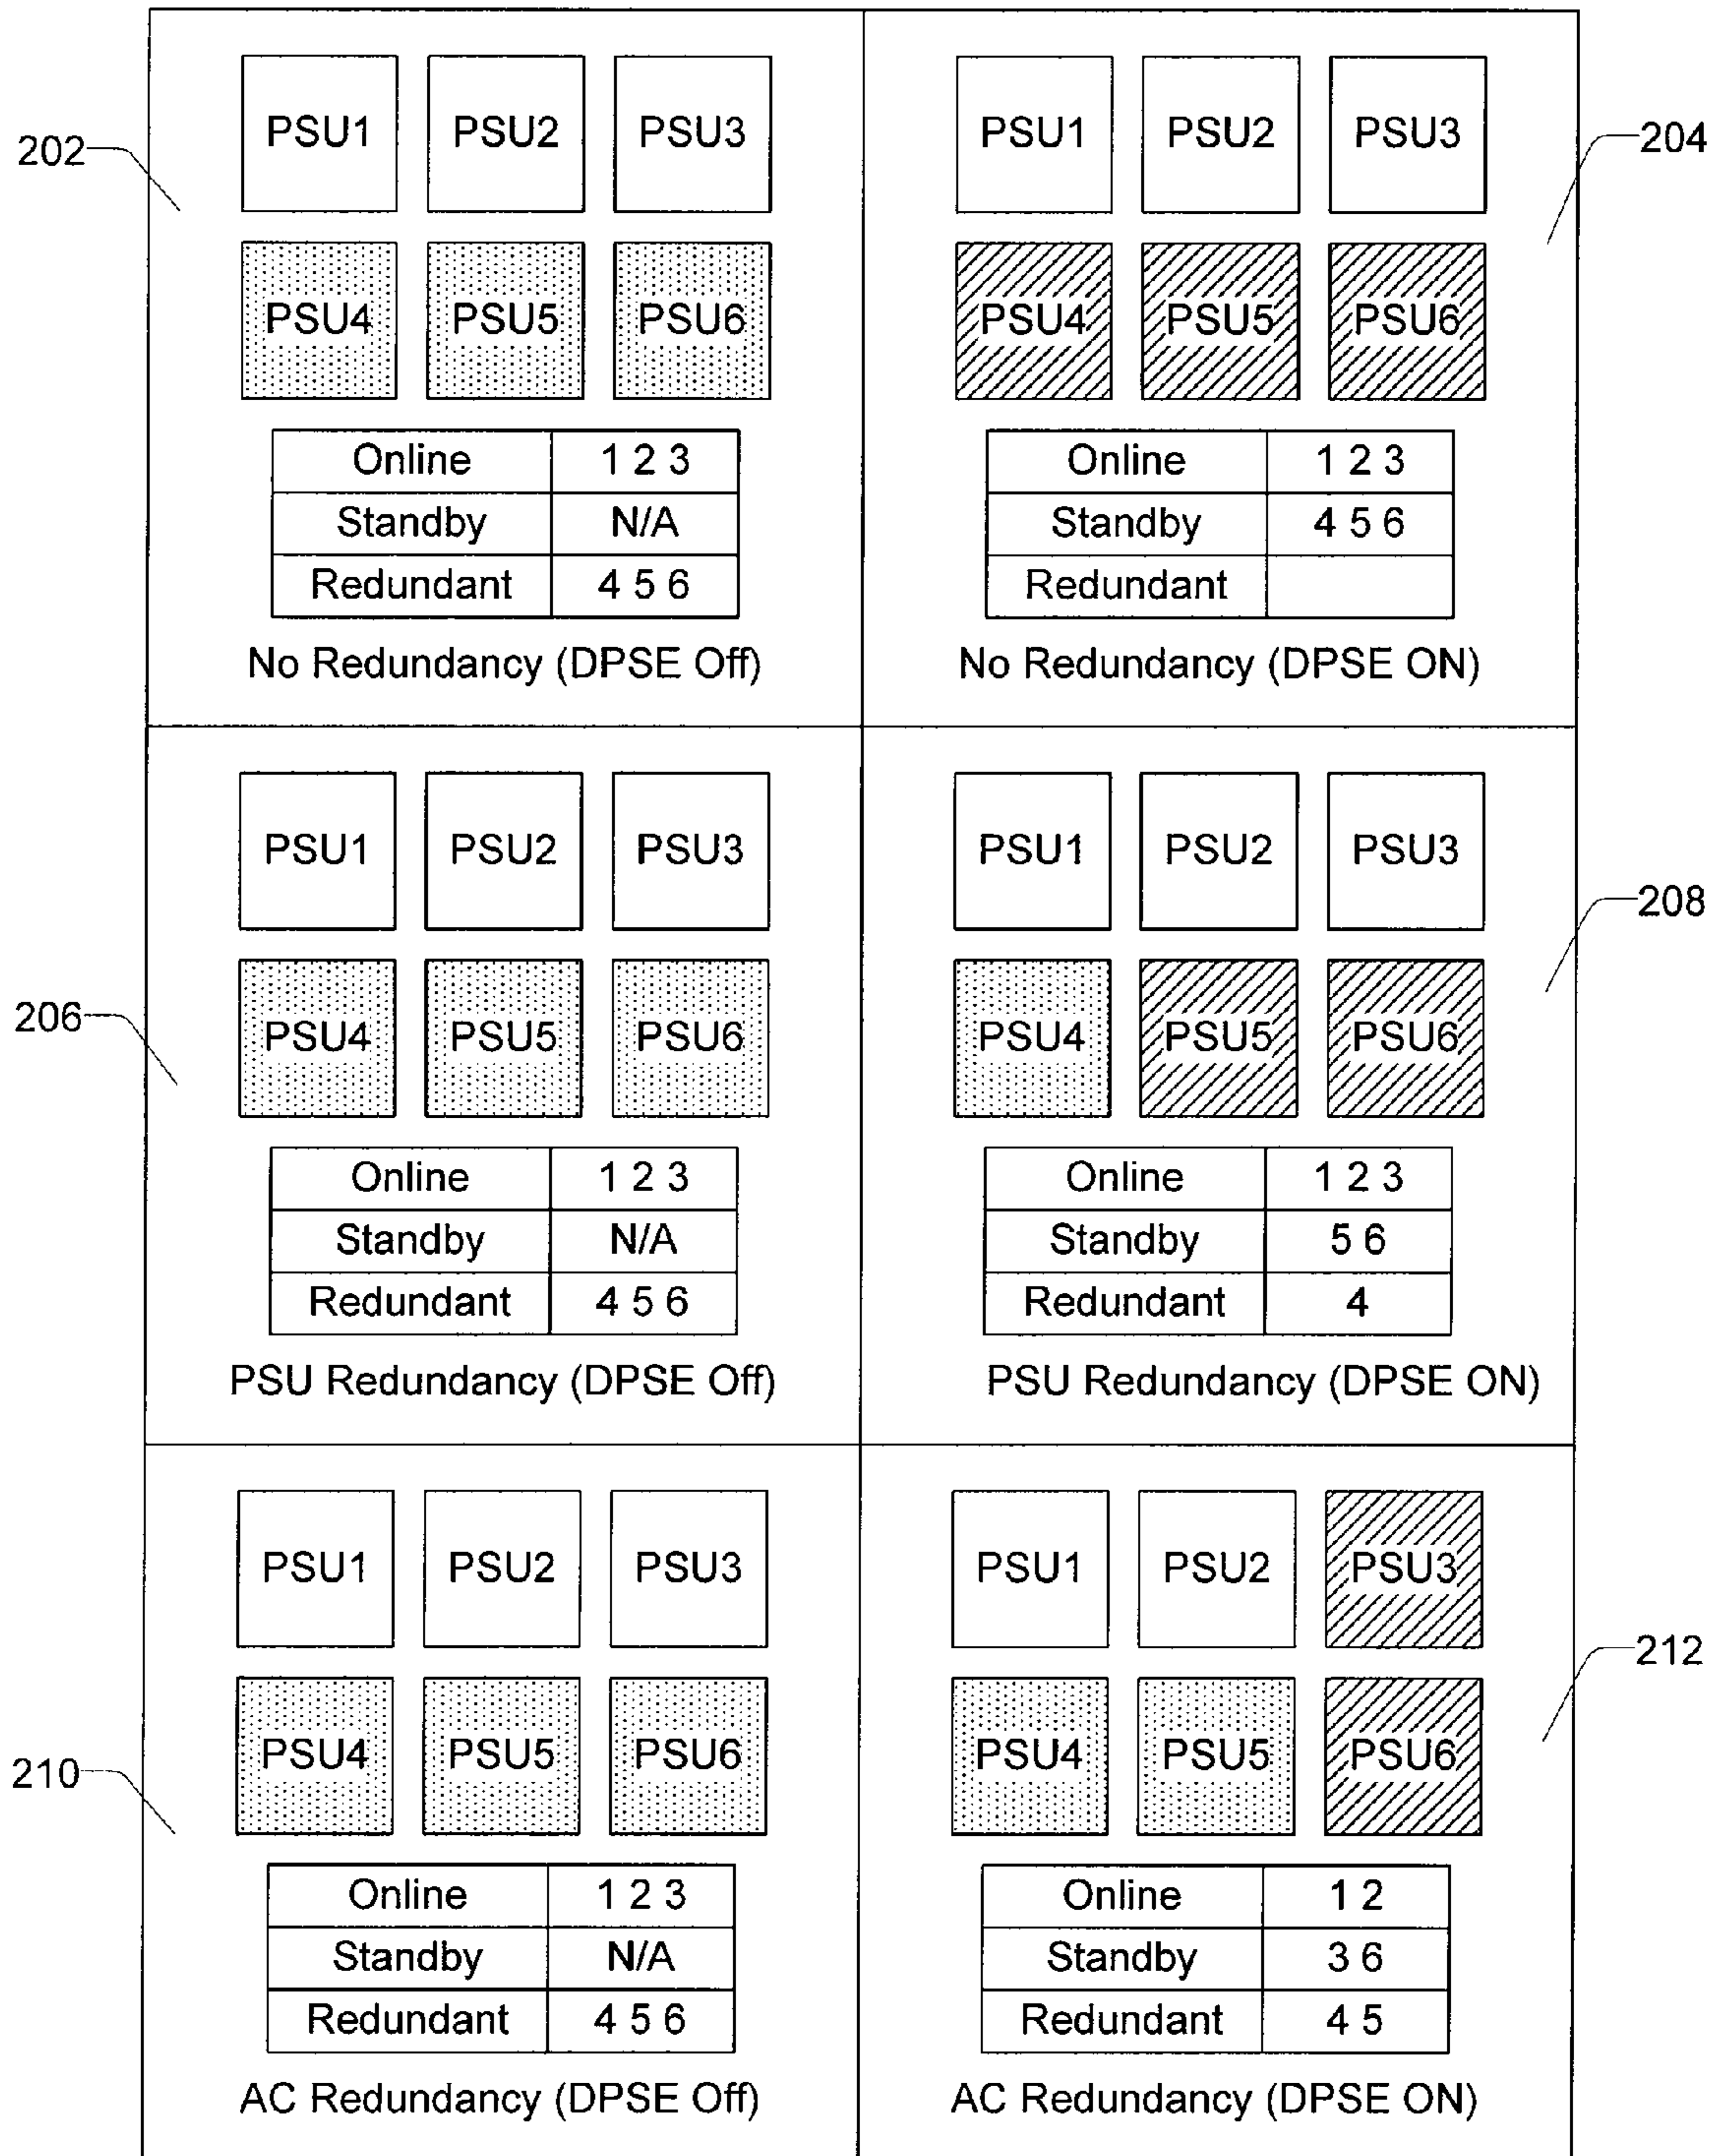 202
PSU1 PSU2 PSU3
PSU4 PSU5 PSU6
Online 1 2 3
Standby N/A
Redundant 4 5 6
No Redundancy (DPSE Off)
204
PSU1 PSU2 PSU3
PSU4 PSU5 PSU6
Online 1 2 3
Standby 4 5 6
Redundant
No Redundancy (DPSE ON)
206
PSU1 PSU2 PSU3
PSU4 PSU5 PSU6
Online 1 2 3
Standby N/A
Redundant 4 5 6
PSU Redundancy (DPSE Off)
208
PSU1 PSU2 PSU3
PSU4 PSU5 PSU6
Online 1 2 3
Standby 5 6
Redundant 4
PSU Redundancy (DPSE ON)
210
PSU1 PSU2 PSU3
PSU4 PSU5 PSU6
Online 1 2 3
Standby N/A
Redundant 4 5 6
AC Redundancy (DPSE Off)
212
PSU1 PSU2 PSU3
PSU4 PSU5 PSU6
Online 1 2
Standby 3 6
Redundant 4 5
AC Redundancy (DPSE ON)